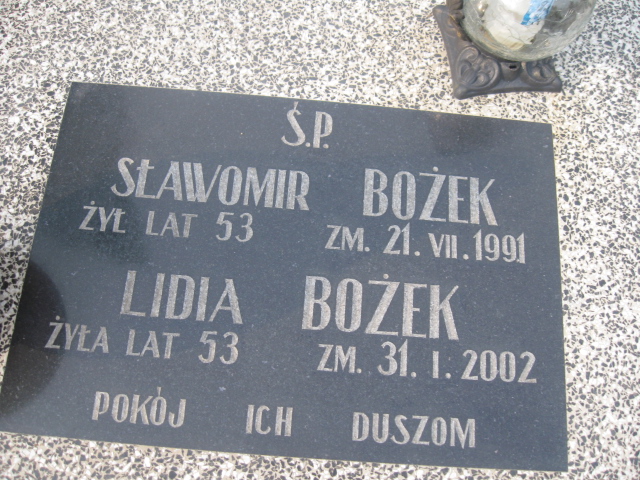 Ś.P.
SŁAWOMIR BOŻEK
ŻYŁ LAT 53 ZM. 21. VII. 1991
LIDIA BOŻEK
ŻYŁA LAT 53 ZM. 31. I. 2002
POKÓJ ICH DUSZOM